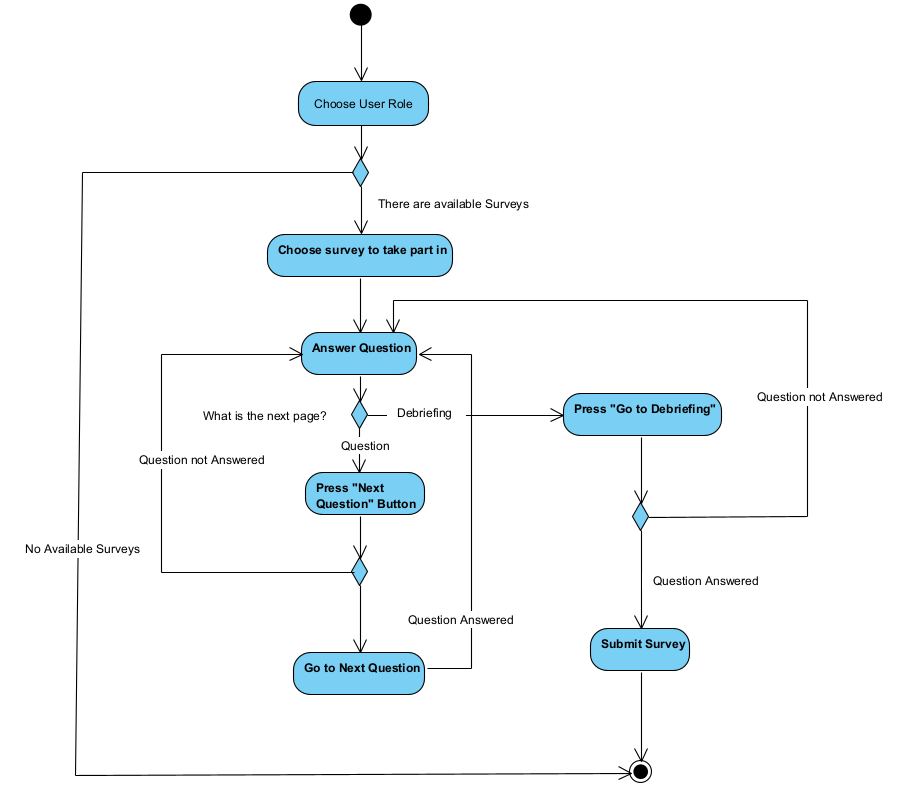 Choose User Role
There are available Surveys
Choose survey to take part in
Answer Question
What is the next page?
Debriefing
Press "Go to Debriefing"
Question not Answered
Question
Question not Answered
Press "Next
Question" Button
No Available Surveys
Question Answered
Question Answered
Submit Survey
Go to Next Question